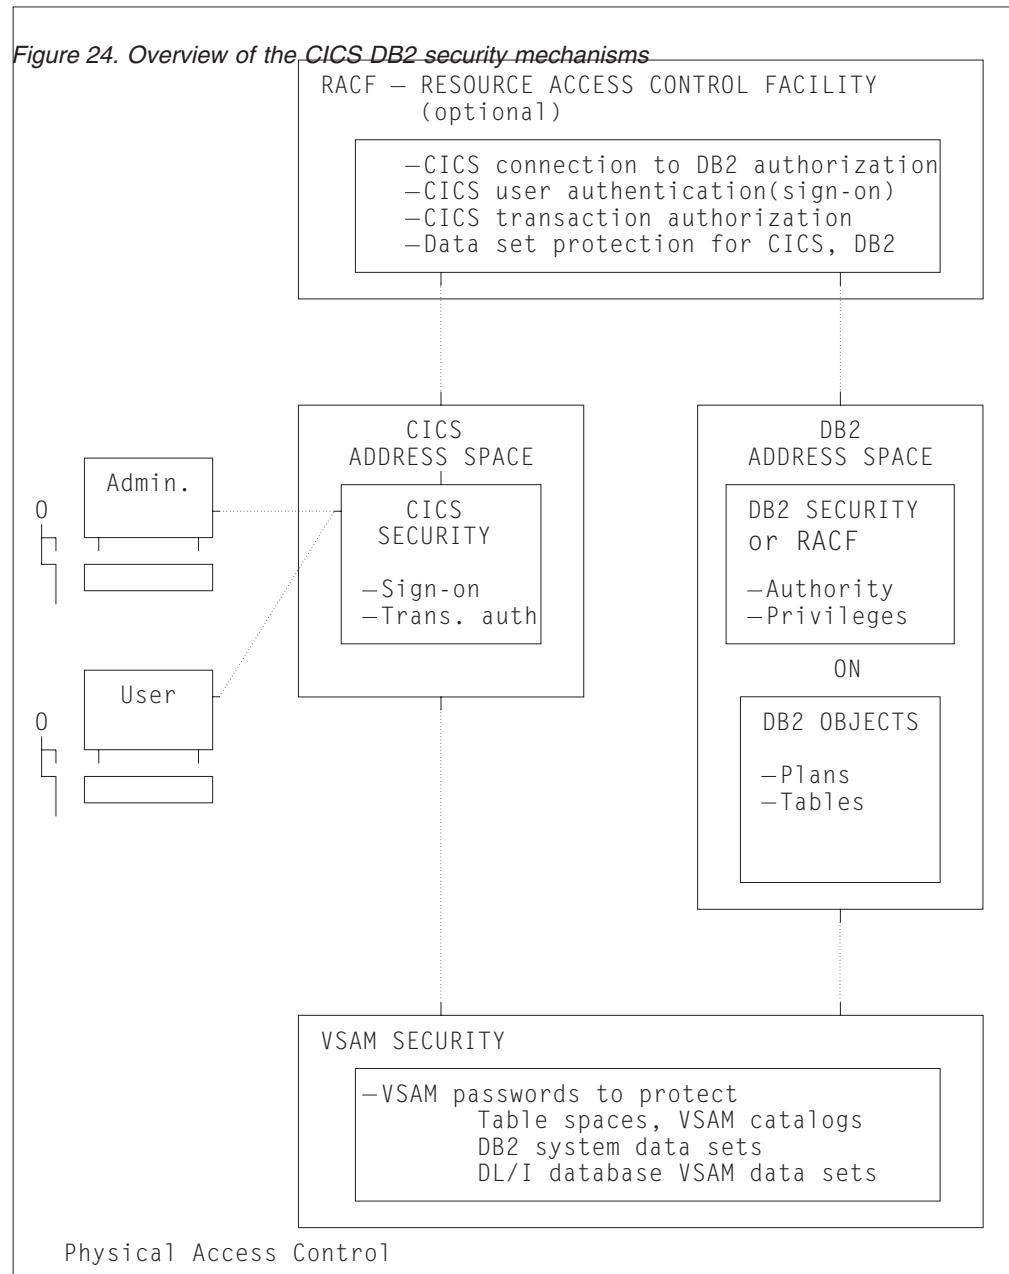 Figure 24. Overview of the CICS DB2 security mechanisms
RACF — RESOURCE ACCESS CONTROL FACILITY
(optional)
—CICS connection to DB2 authorization
—CICS user authentication(sign-on)
—CICS transaction authorization
—Data set protection for CICS, DB2
CICS
ADDRESS SPACE
CICS
SECURITY
—Sign-on
—Trans. auth
DB2
ADDRESS SPACE
DB2 SECURITY
or RACF
—Authority
—Privileges
ON
DB2 OBJECTS
—Plans
—Tables
Admin.
User
VSAM SECURITY
—VSAM passwords to protect
Table spaces, VSAM catalogs
DB2 system data sets
DL/I database VSAM data sets
Physical Access Control